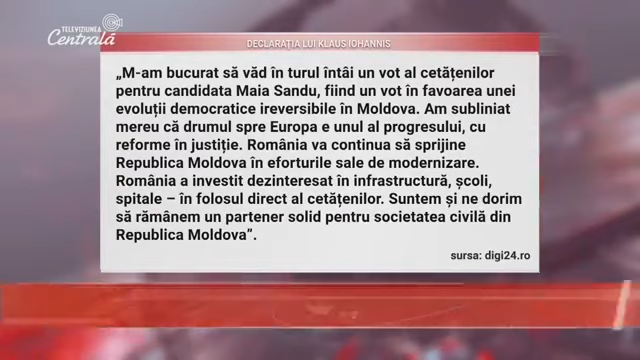 TELEVIZIUNEA
Centrală
DECLARAȚIA LUI KLAUS IOHANNIS
„M-am bucurat să văd în turul întâi un vot al cetățenilor
pentru candidata Maia Sandu, fiind un vot în favoarea unei
evoluții democratice ireversibile în Moldova. Am subliniat
mereu că drumul spre Europa e unul al progresului, cu
reforme în justiție. România va continua să sprijine
Republica Moldova în eforturile sale de modernizare.
România a investit dezinteresat în infrastructură, școli,
spitale – în folosul direct al cetățenilor. Suntem și ne dorim
să rămânem un partener solid pentru societatea civilă din
Republica Moldova”.
sursa: digi24.ro